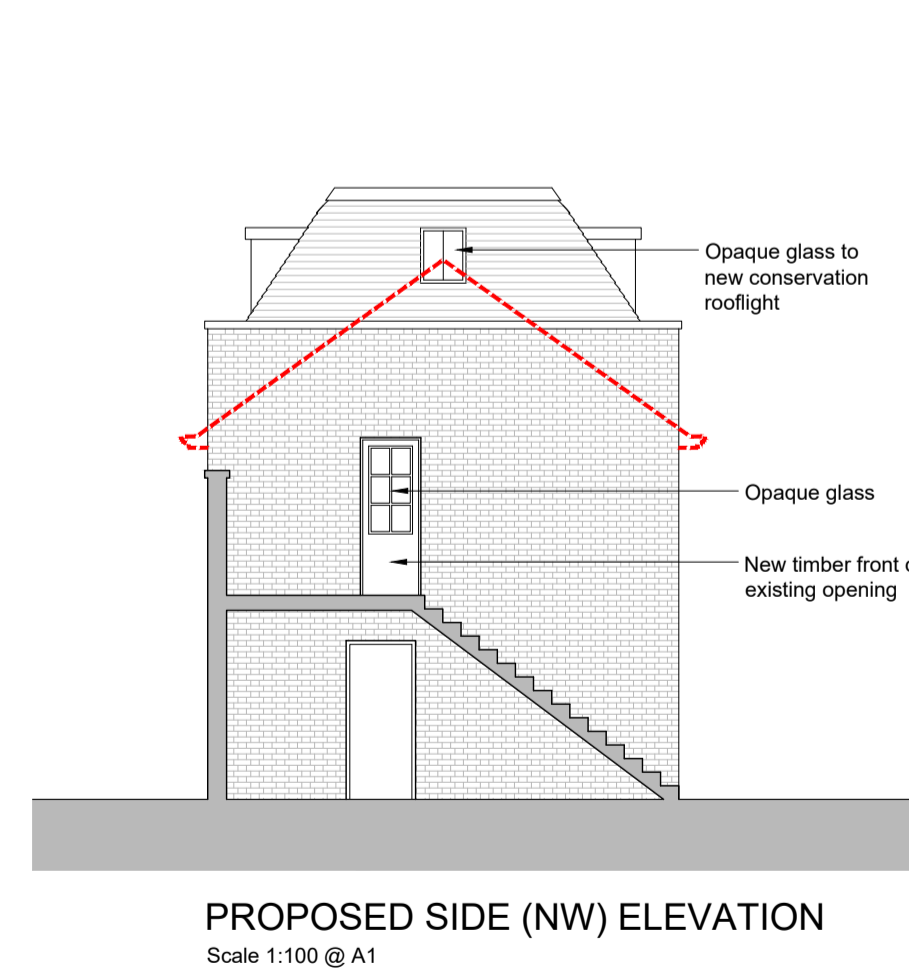 Opaque glass to
new conservation
rooflight
Opaque glass
New timber front
existing opening
PROPOSED SIDE (NW) ELEVATION
Scale 1:100 @ A1